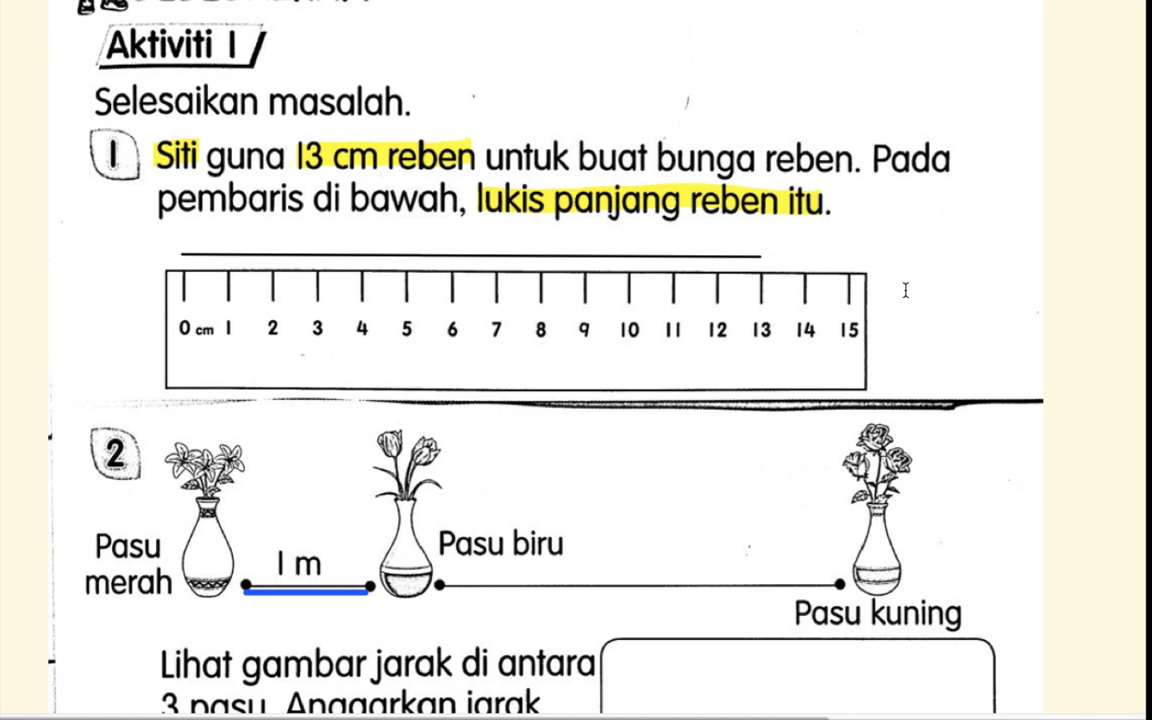 Aktiviti 1
Selesaikan masalah.
1 Siti guna 13 cm reben untuk buat bunga reben. Pada
pembaris di bawah, lukis panjang reben itu.
0 cm 1 2 3 4 5 6 7 8 9 10 11 12 13 14 15
2
Pasu
merah
1 m
Pasu biru
Pasu kuning
Lihat gambar jarak di antara
3 pasu. Anggarkan jarak